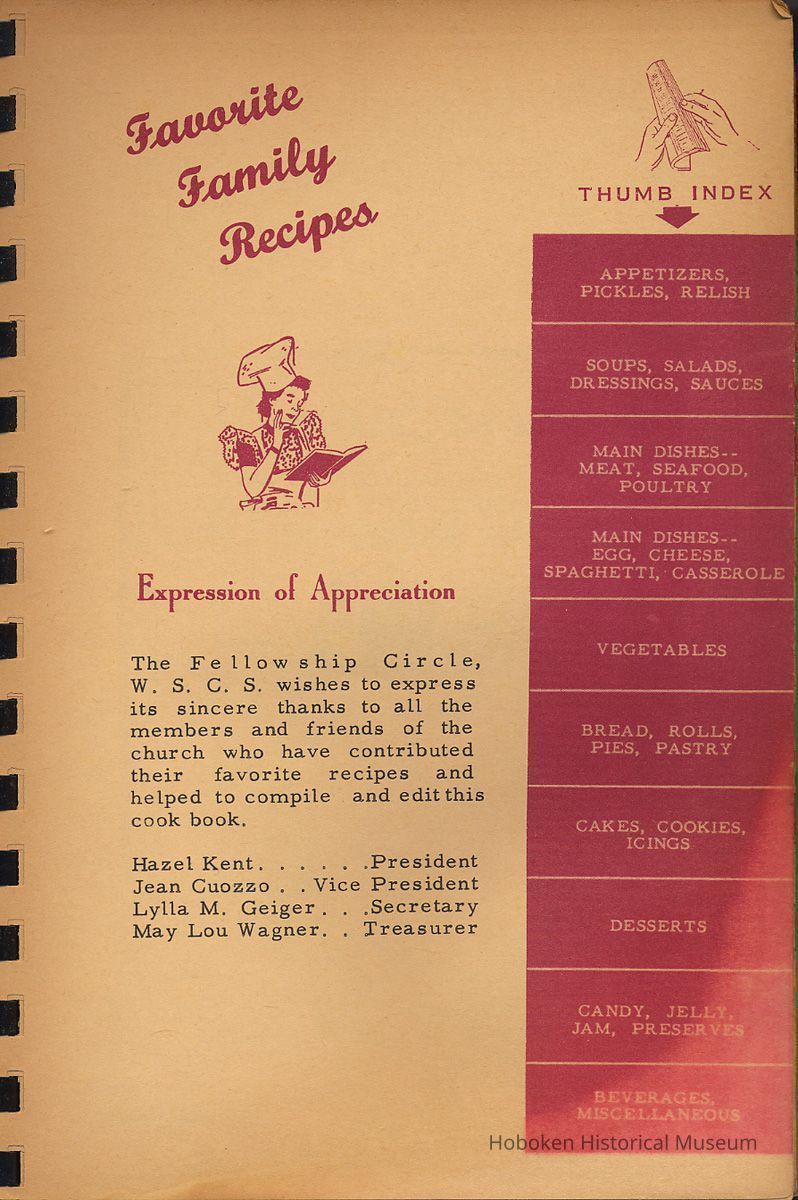 Favorite
Family
Recipes
THUMB INDEX
APPETIZERS,
PICKLES, RELISH
SOUPS, SALADS,
DRESSINGS, SAUCES
MAIN DISHES--
MEAT, SEAFOOD,
POULTRY
MAIN DISHES--
EGG, CHEESE,
SPAGHETTI, CASSEROLE
VEGETABLES
BREAD, ROLLS,
PIES, PASTRY
CAKES, COOKIES,
ICINGS
DESSERTS
CANDY, JELLY,
JAM, PRESERVES
BEVERAGES,
MISCELLANEOUS
Expression of Appreciation
The Fellowship Circle,
W. S. C. S. wishes to express
its sincere thanks to all the
members and friends of the
church who have contributed
their favorite recipes and
helped to compile and edit this
cook book.
Hazel Kent. . . . . .President
Jean Cuozzo . . Vice President
Lylla M. Geiger . . .Secretary
May Lou Wagner. . Treasurer
Hoboken Historical Museum